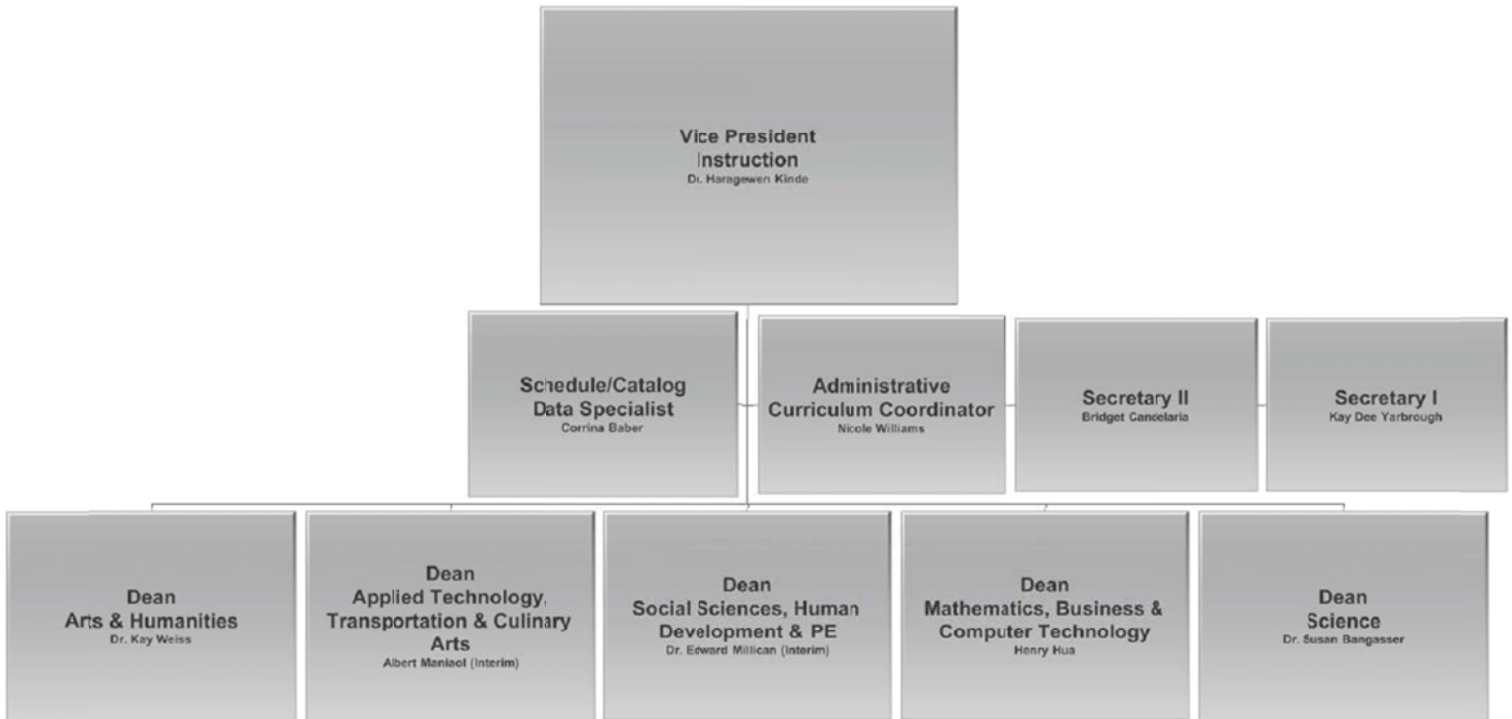 Vice President
Instruction
Dr. Haragewen Kinde
Schedule/Catalog
Data Specialist
Corrina Baber
Administrative
Curriculum Coordinator
Nicole Williams
Secretary II
Bridget Candelaria
Secretary I
Kay Dee Yarbrough
Dean
Arts & Humanities
Dr. Kay Weiss
Dean
Applied Technology,
Transportation & Culinary
Arts
Albert Maniaol (Interim)
Dean
Social Sciences, Human
Development & PE
Dr. Edward Millican (Interim)
Dean
Mathematics, Business &
Computer Technology
Henry Hua
Dean
Science
Dr. Susan Bangasser